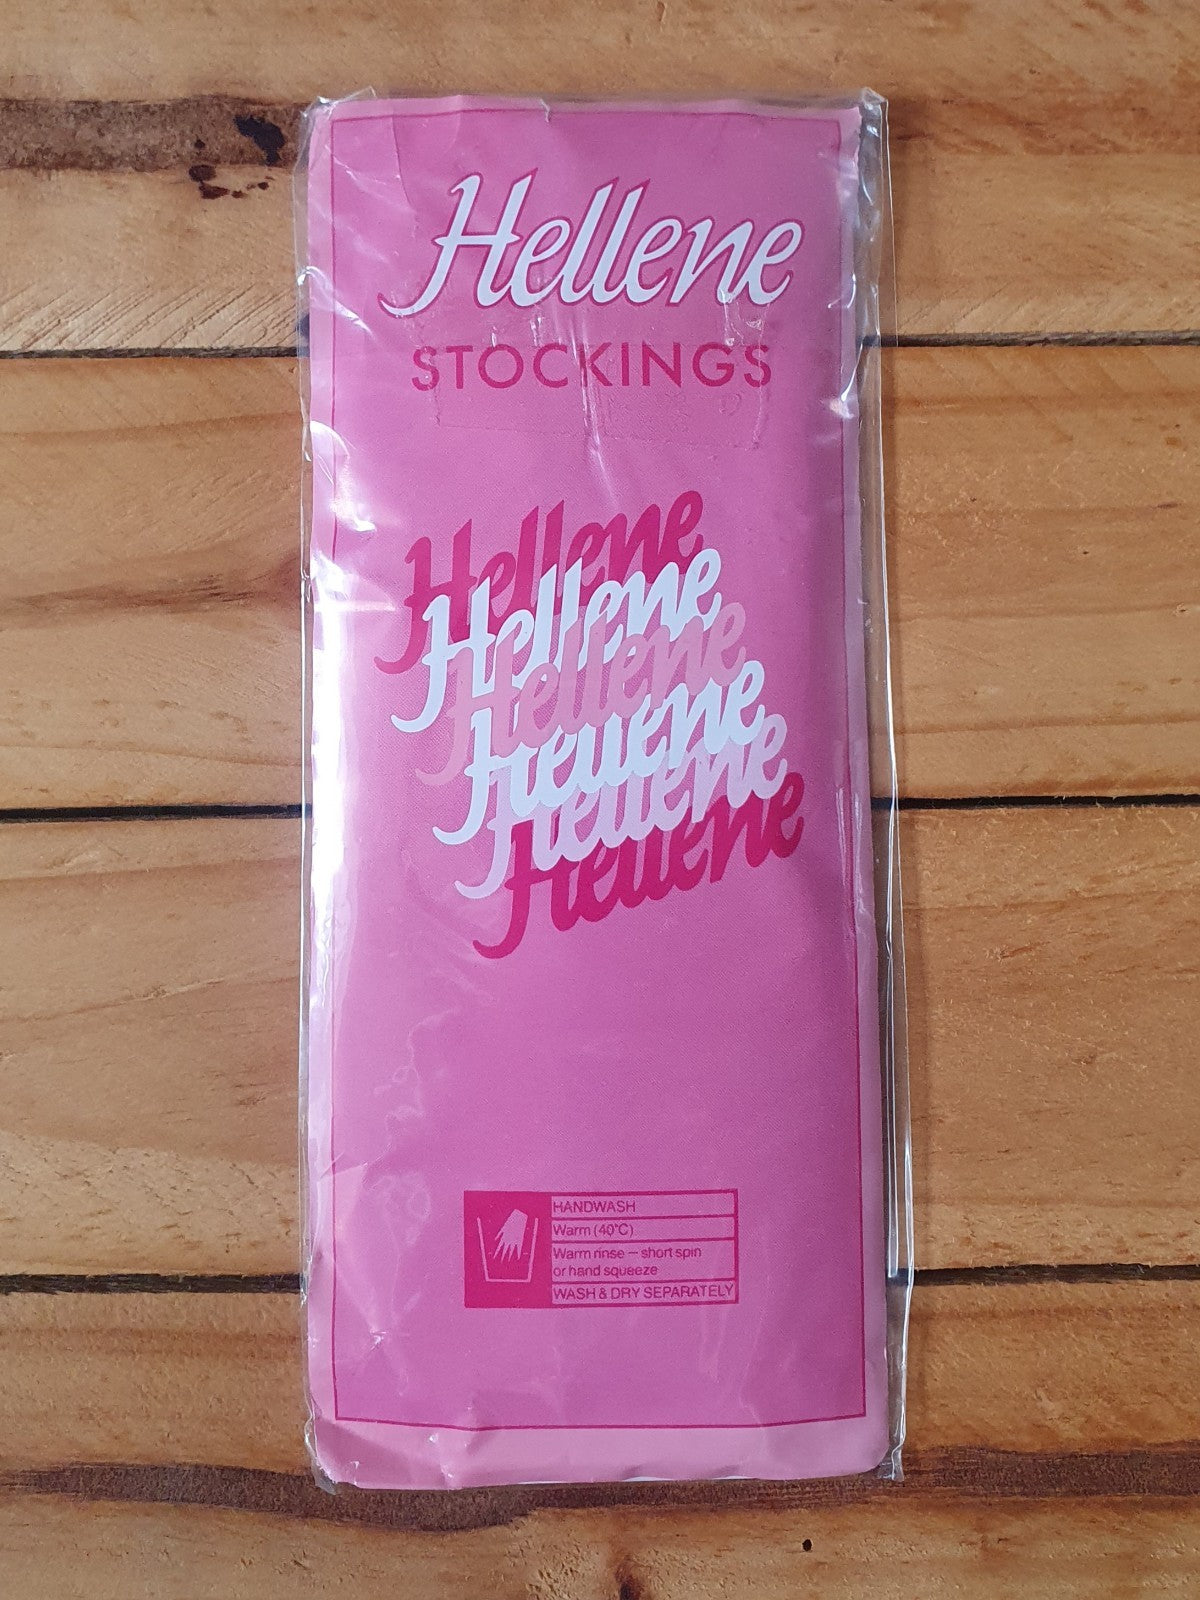 Hellene
STOCKINGS
Hellene
Hellene
Hellene
Hellene
Hellene
Hellene
HANDWASH
Warm (40°C)
Warm rinse – short spin
or hand squeeze
WASH & DRY SEPARATELY